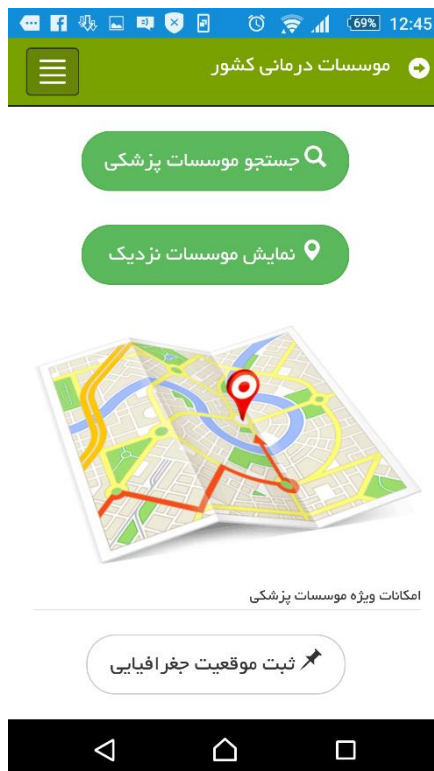 69% 12:45
موسسات درمانی کشور
جستجو موسسات پزشکی
نمایش موسسات نزدیک
امکانات ویژه موسسات پزشکی
ثبت موقعیت جغرافیایی